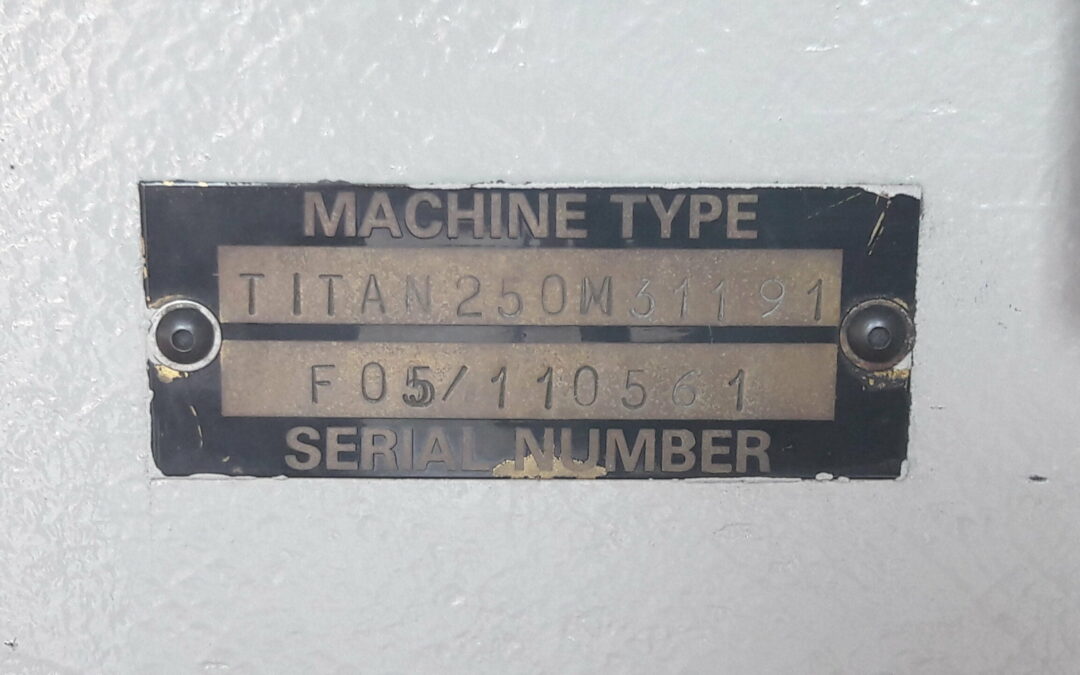 MACHINE TYPE
TITAN250M31191
F05/110561
SERIAL NUMBER